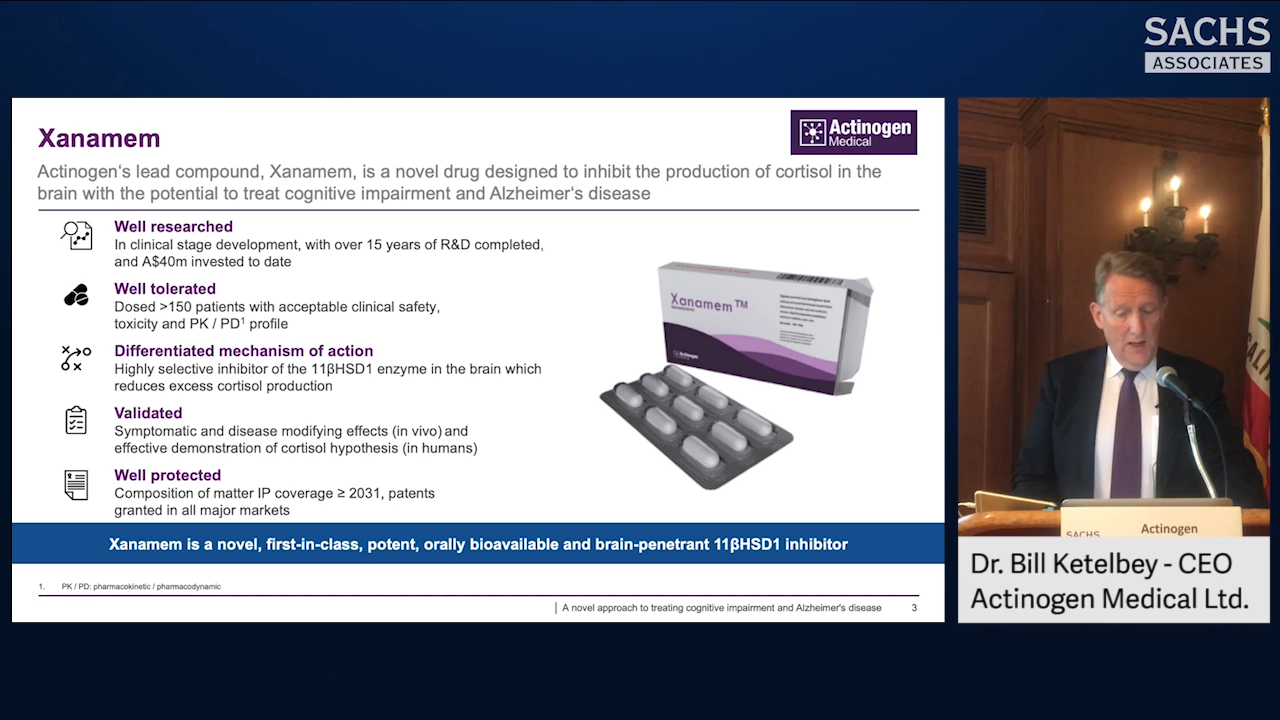 SACHS
ASSOCIATES
Xanamem
Actinogen
Medical
Actinogen‘s lead compound, Xanamem, is a novel drug designed to inhibit the production of cortisol in the
brain with the potential to treat cognitive impairment and Alzheimer‘s disease
Well researched
In clinical stage development, with over 15 years of R&D completed,
and A$40m invested to date
Well tolerated
Dosed >150 patients with acceptable clinical safety,
toxicity and PK / PD¹ profile
Differentiated mechanism of action
Highly selective inhibitor of the 11βHSD1 enzyme in the brain which
reduces excess cortisol production
Validated
Symptomatic and disease modifying effects (in vivo) and
effective demonstration of cortisol hypothesis (in humans)
Well protected
Composition of matter IP coverage ≥ 2031, patents
granted in all major markets
Xanamem™
Actinogen
Xanamem is a novel, first-in-class, potent, orally bioavailable and brain-penetrant 11βHSD1 inhibitor
1. PK / PD: pharmacokinetic / pharmacodynamic
A novel approach to treating cognitive impairment and Alzheimer's disease 3
Actinogen
SACHS
Dr. Bill Ketelbey - CEO
Actinogen Medical Ltd.